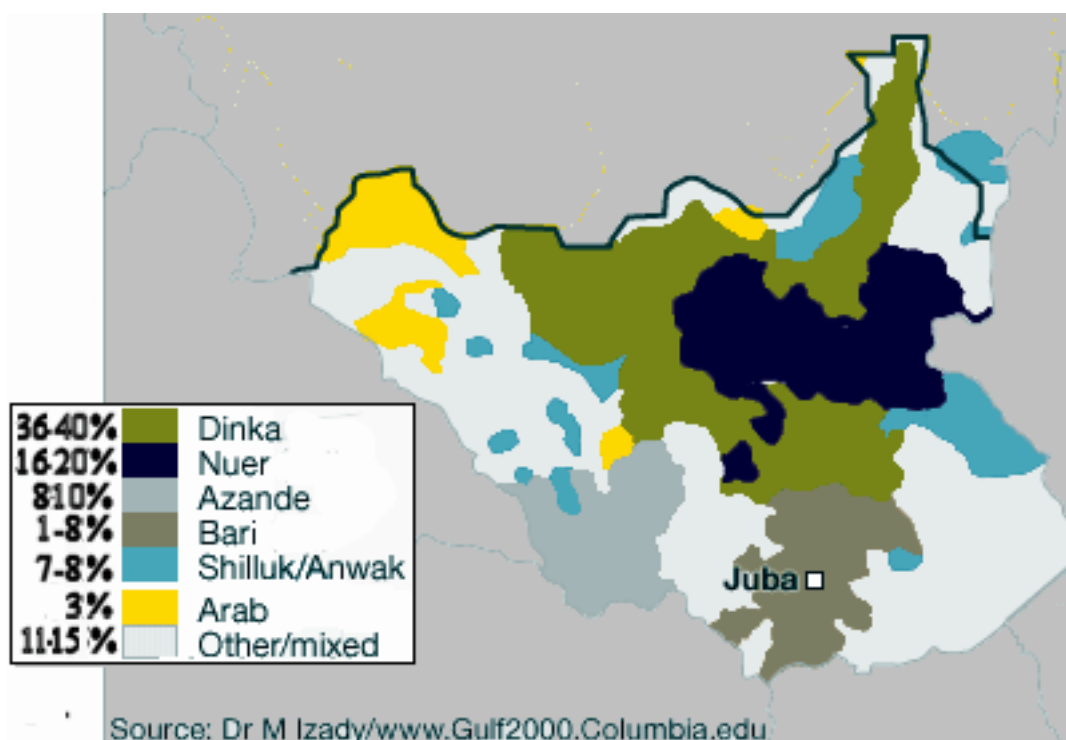 36-40% Dinka
16-20% Nuer
8-10% Azande
1-8% Bari
7-8% Shilluk/Anwak
3% Arab
11-15% Other/mixed
Juba
Source: Dr M Izady/www.Gulf2000.Columbia.edu